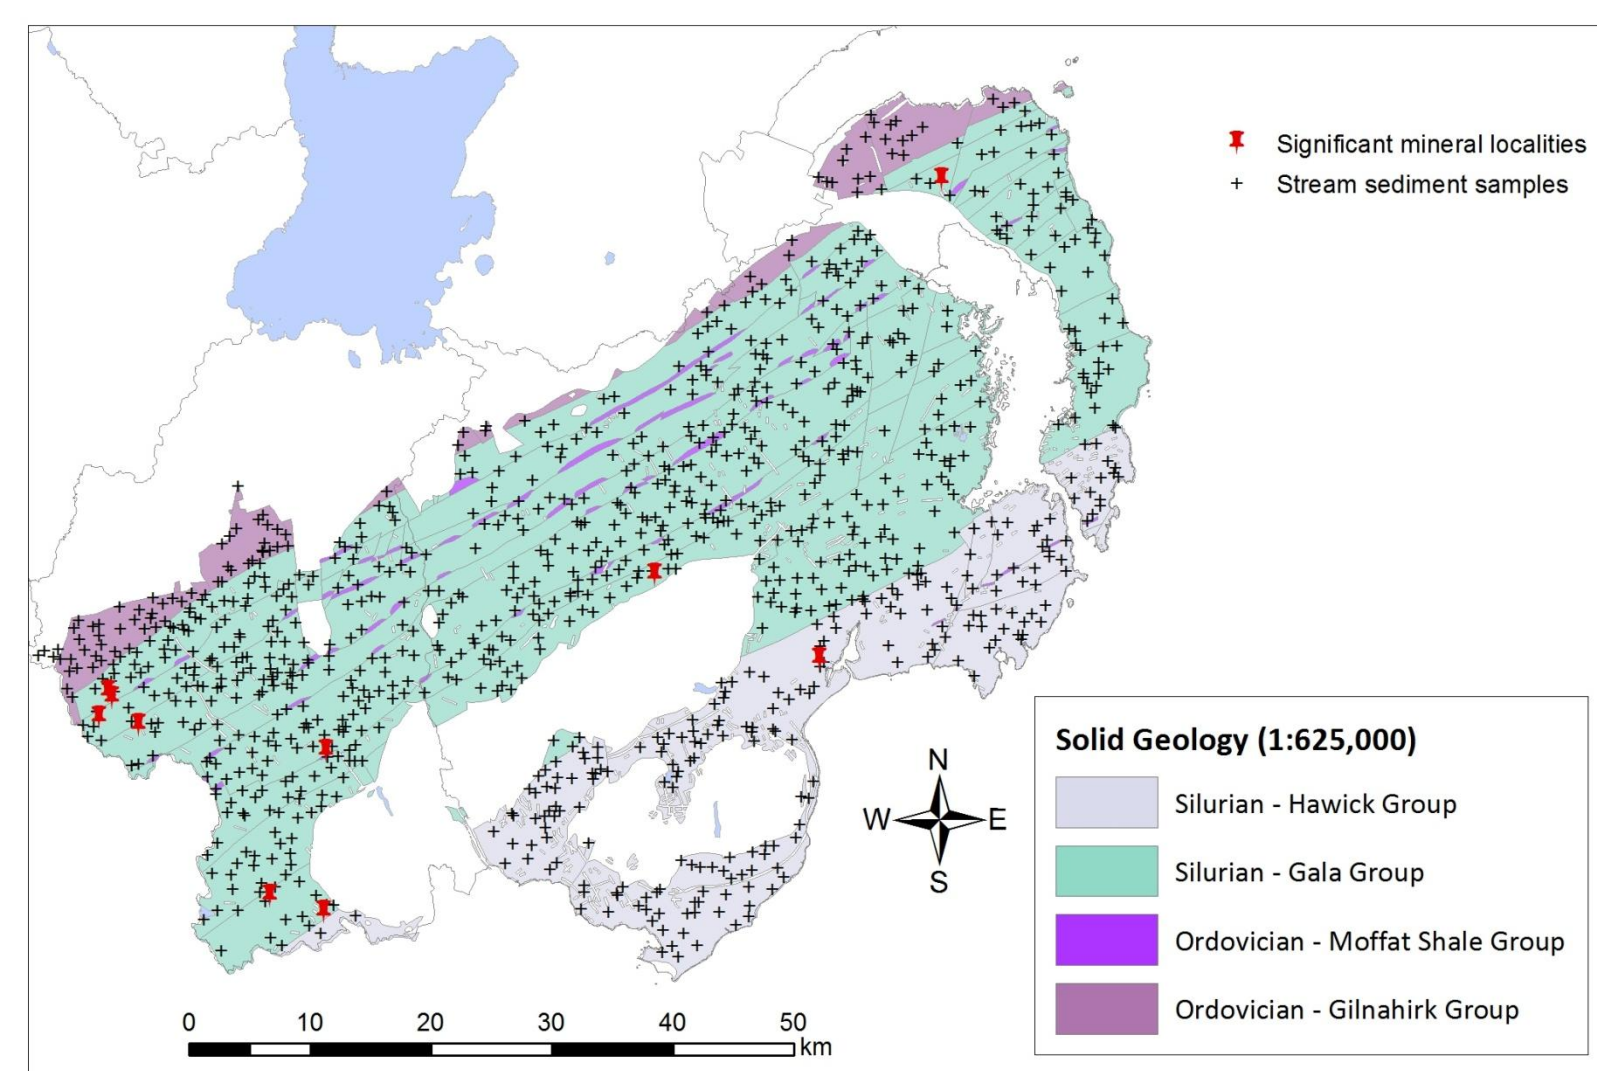 Significant mineral localities
Stream sediment samples
N
W E
S
Solid Geology (1:625,000)
Silurian - Hawick Group
Silurian - Gala Group
Ordovician - Moffat Shale Group
Ordovician - Gilnahirk Group
0 10 20 30 40 50
km